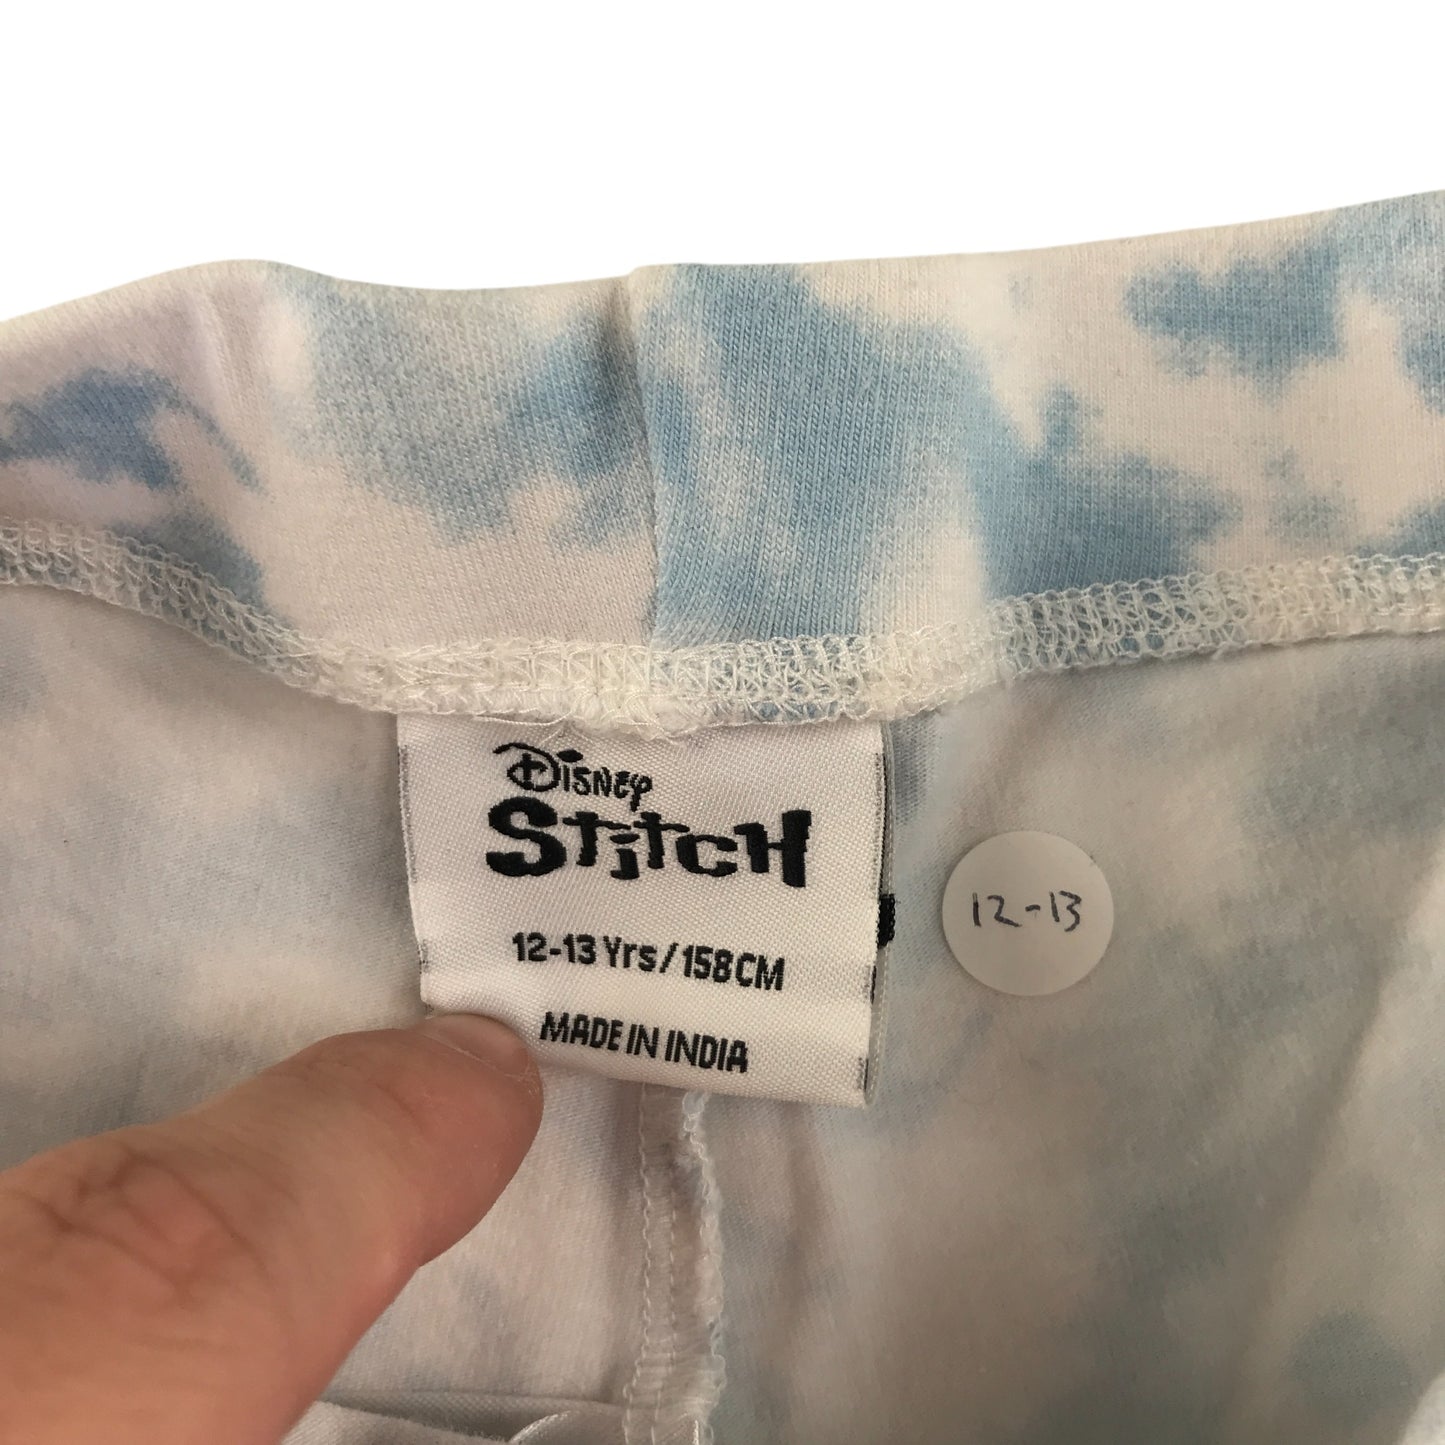 Disney
Stitch
12-13 Yrs/158CM
MADE IN INDIA
12-13